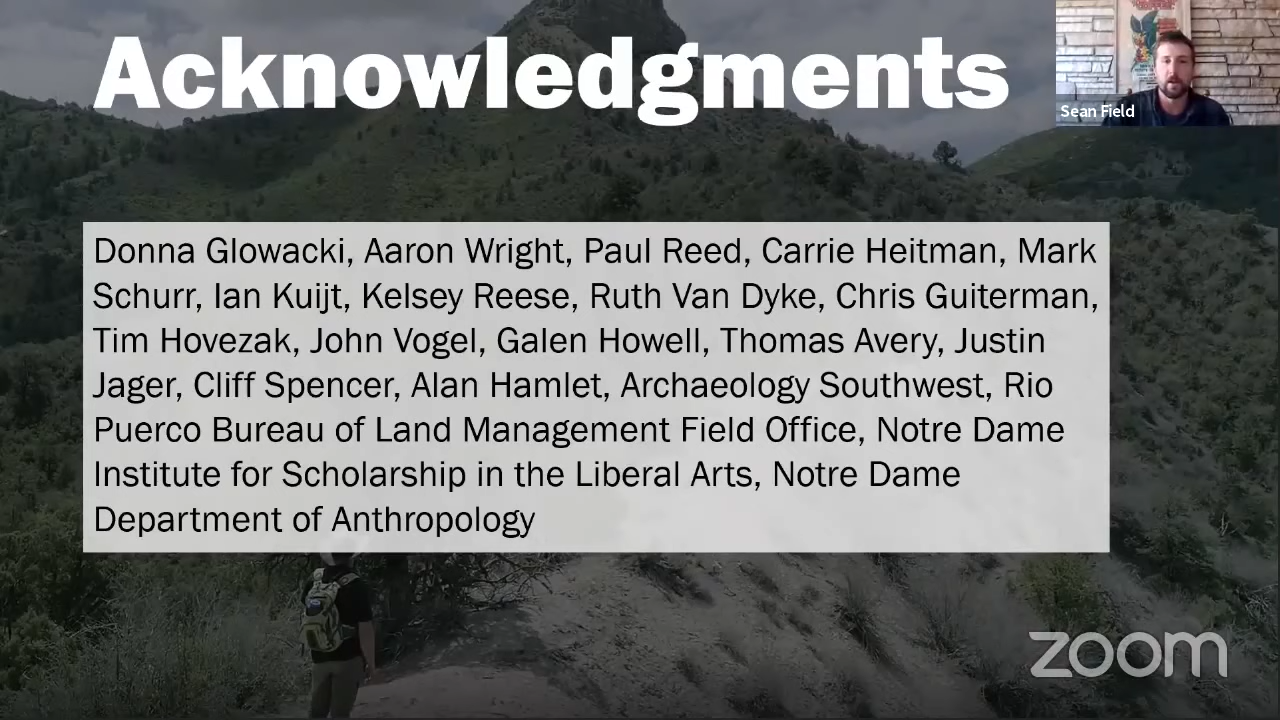 Acknowledgments
Sean Field
Donna Glowacki, Aaron Wright, Paul Reed, Carrie Heitman, Mark
Schurr, Ian Kuijt, Kelsey Reese, Ruth Van Dyke, Chris Guiterman,
Tim Hovezak, John Vogel, Galen Howell, Thomas Avery, Justin
Jager, Cliff Spencer, Alan Hamlet, Archaeology Southwest, Rio
Puerco Bureau of Land Management Field Office, Notre Dame
Institute for Scholarship in the Liberal Arts, Notre Dame
Department of Anthropology
zoom